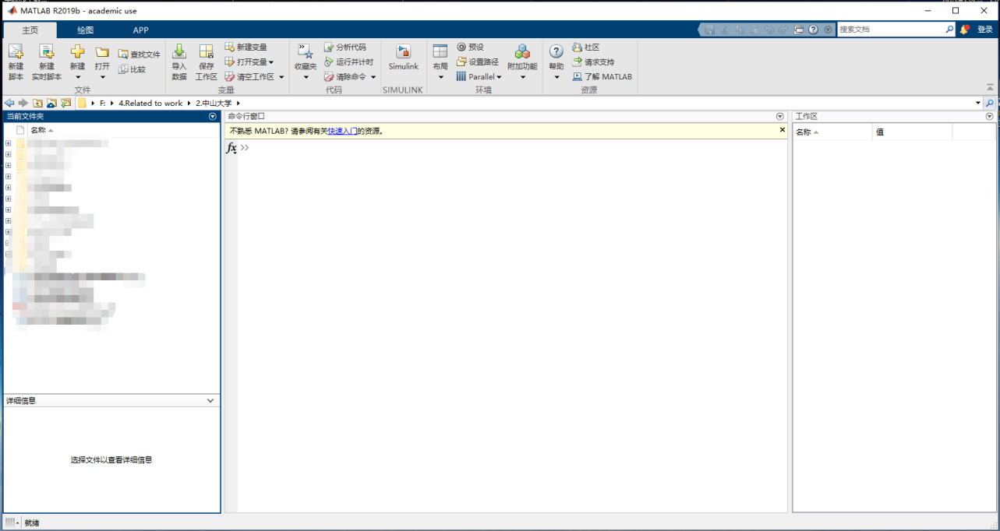 MATLAB R2019b - academic use
主页 绘图 APP 搜索文档 登录
新建 脚本
新建 实时脚本
新建
打开
查找文件
比较
文件
导入 数据
保存 工作区
新建变量
打开变量
清空工作区
变量
收藏夹
分析代码
运行并计时
清除命令
代码
Simulink
SIMULINK
布局
预设
设置路径
Parallel
附加功能
环境
帮助
社区
请求支持
了解 MATLAB
资源
F: 4.Related to work 2.中山大学
当前文件夹
名称
命令行窗口
不熟悉 MATLAB? 请参阅有关快速入门的资源。
fx >>
工作区
名称 值
详细信息
选择文件以查看详细信息
就绪